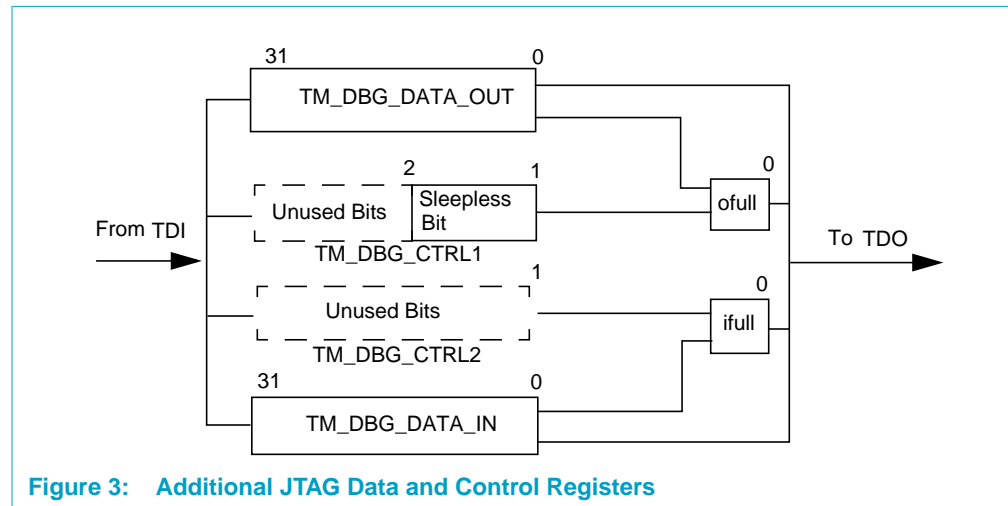 31 0
TM_DBG_DATA_OUT
2 1 0
Unused Bits Sleepless Bit ofull
TM_DBG_CTRL1
From TDI To TDO
1 0
Unused Bits ifull
TM_DBG_CTRL2
31 0
TM_DBG_DATA_IN
Figure 3: Additional JTAG Data and Control Registers